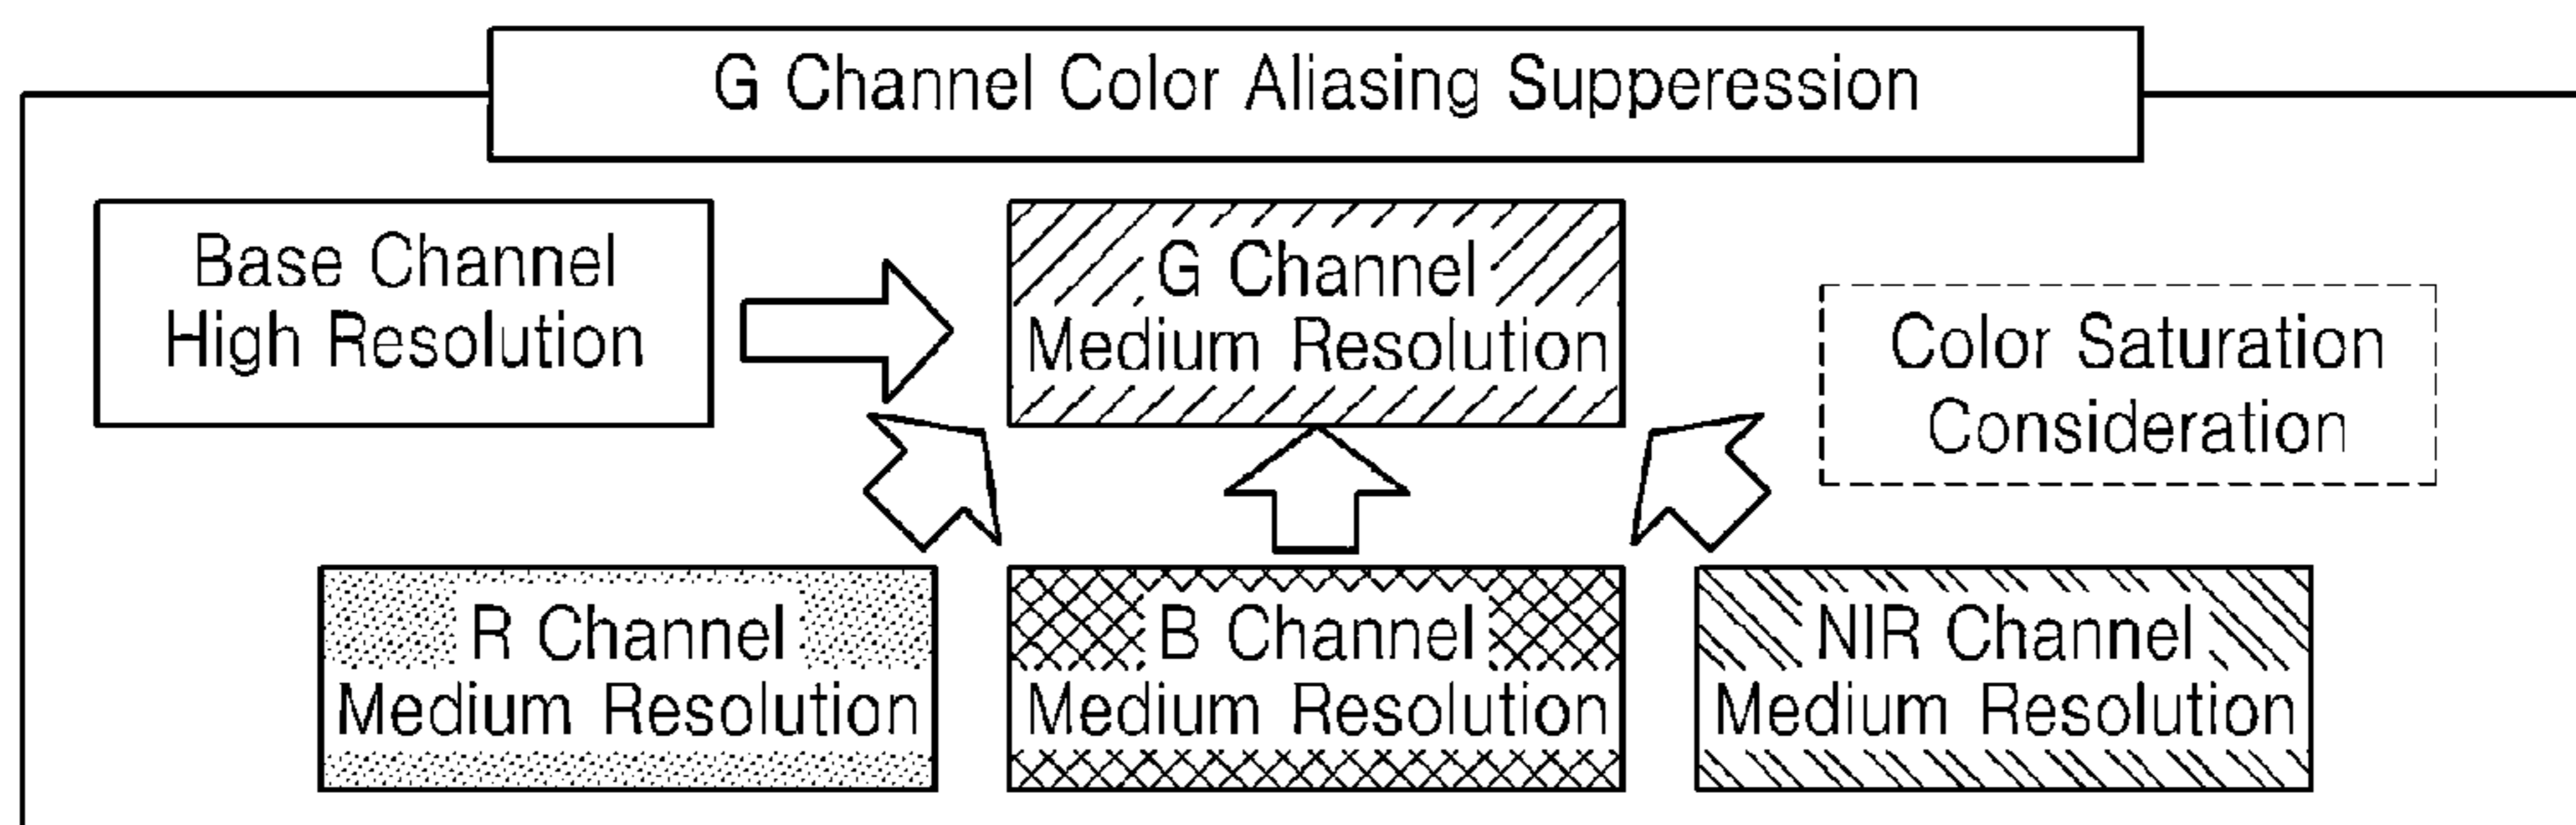 G Channel Color Aliasing Supperession
Base Channel
High Resolution
G Channel
Medium Resolution
Color Saturation
Consideration
R Channel
Medium Resolution
B Channel
Medium Resolution
NIR Channel
Medium Resolution